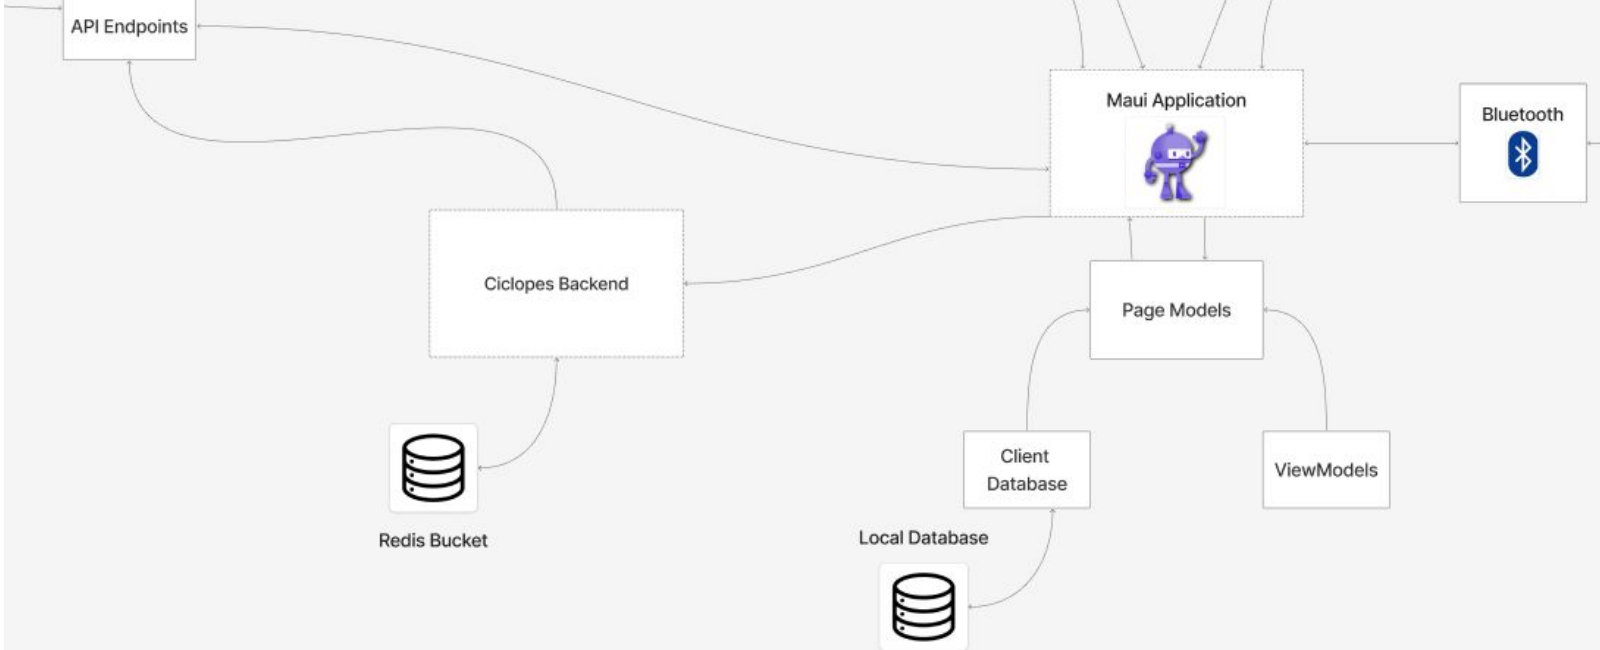 API Endpoints
Maui Application
Bluetooth
Ciclopes Backend
Page Models
Client
Database
ViewModels
Redis Bucket
Local Database